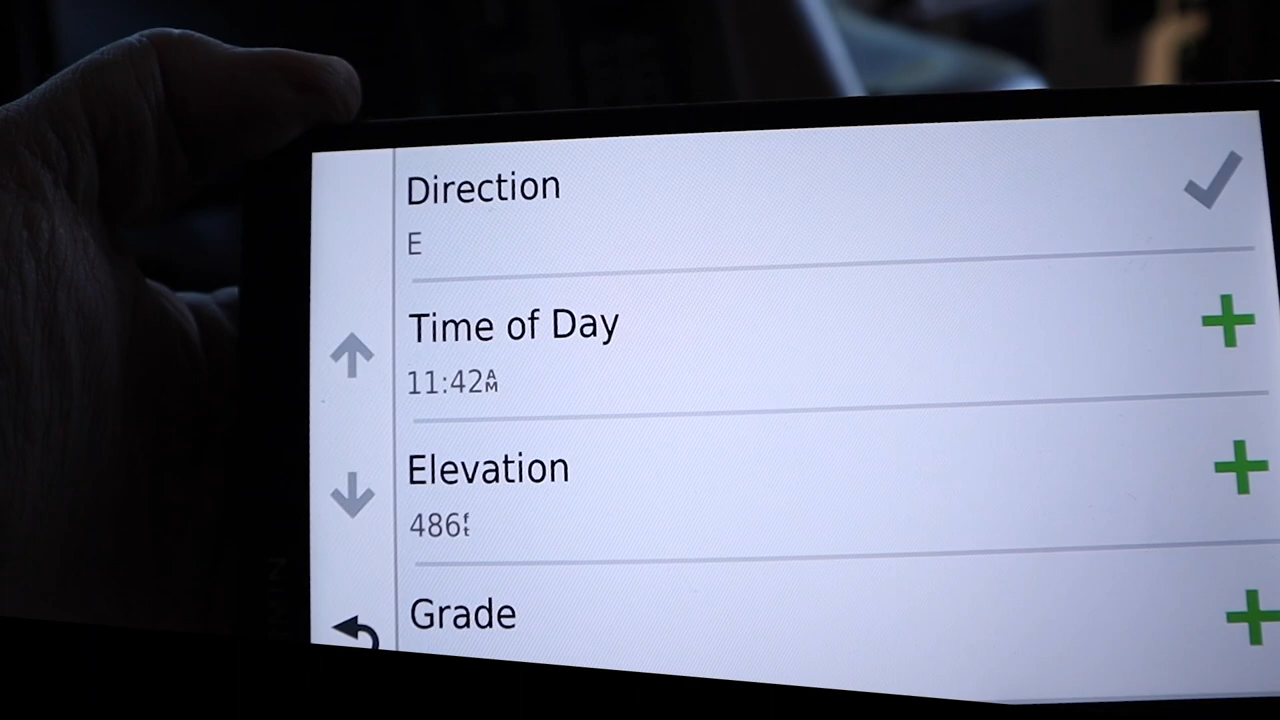 Direction
E
Time of Day
11:42AM
Elevation
486ft
Grade